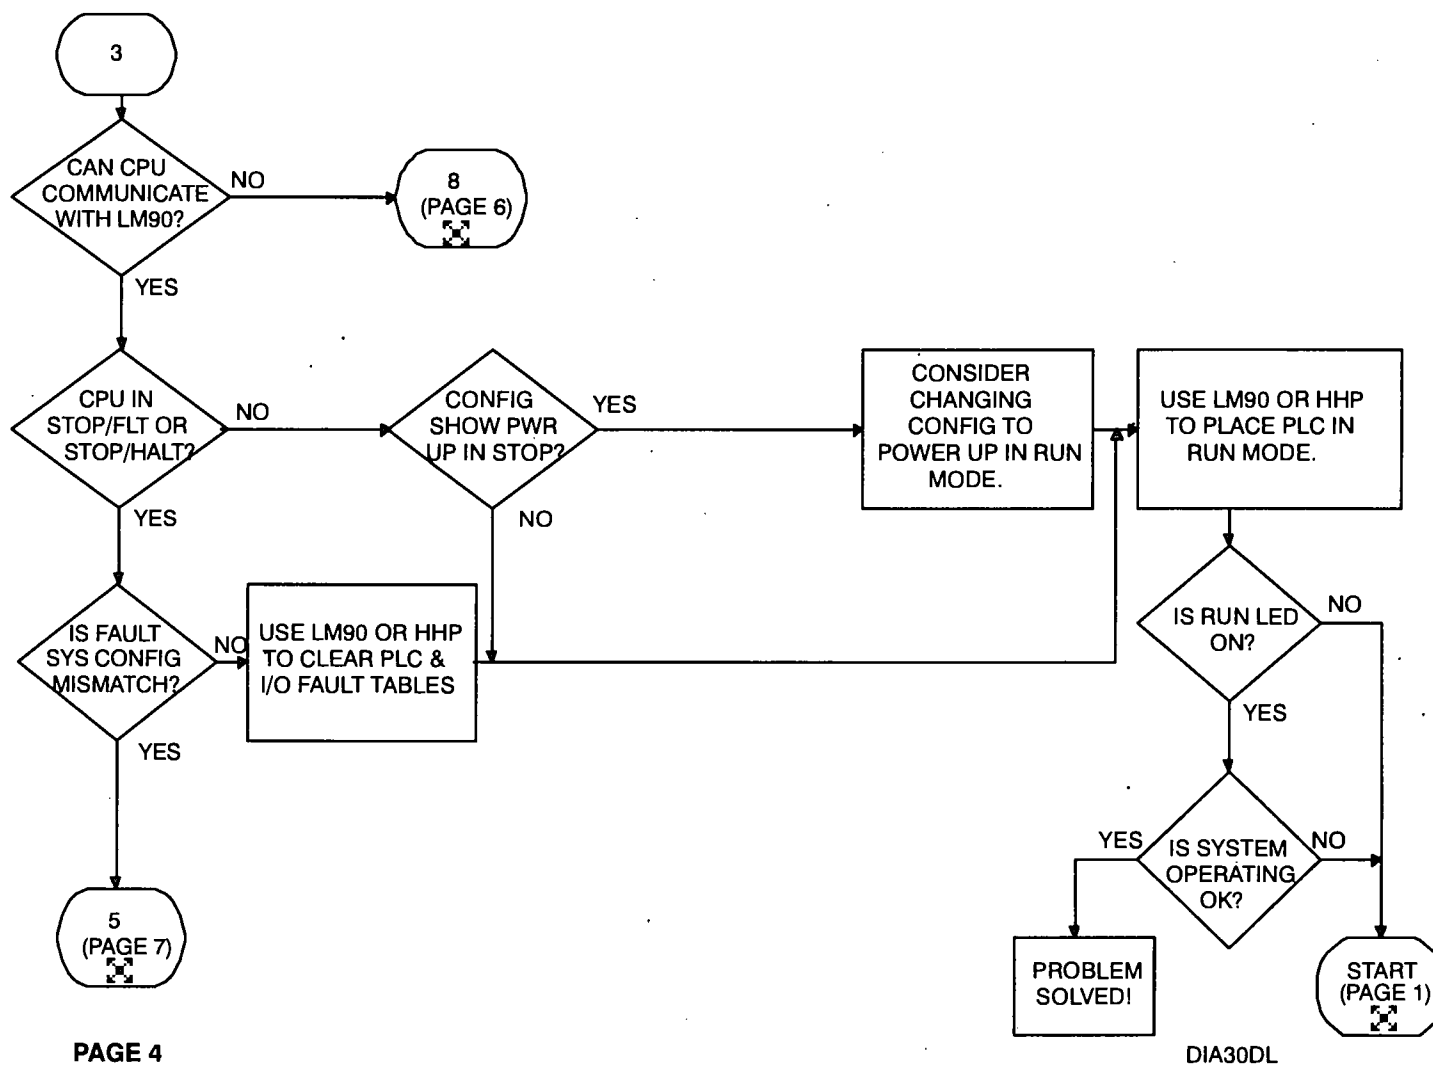 3
CAN CPU
COMMUNICATE
WITH LM90?
NO
8
(PAGE 6)
YES
CPU IN
STOP/FLT OR
STOP/HALT?
NO
CONFIG
SHOW PWR
UP IN STOP?
YES
CONSIDER
CHANGING
CONFIG TO
POWER UP IN RUN
MODE.
USE LM90 OR HHP
TO PLACE PLC IN
RUN MODE.
YES
NO
IS FAULT
SYS CONFIG
MISMATCH?
NO
USE LM90 OR HHP
TO CLEAR PLC &
I/O FAULT TABLES
IS RUN LED
ON?
NO
YES
YES
IS SYSTEM
OPERATING
OK?
YES
NO
5
(PAGE 7)
PROBLEM
SOLVED!
START
(PAGE 1)
PAGE 4
DIA30DL